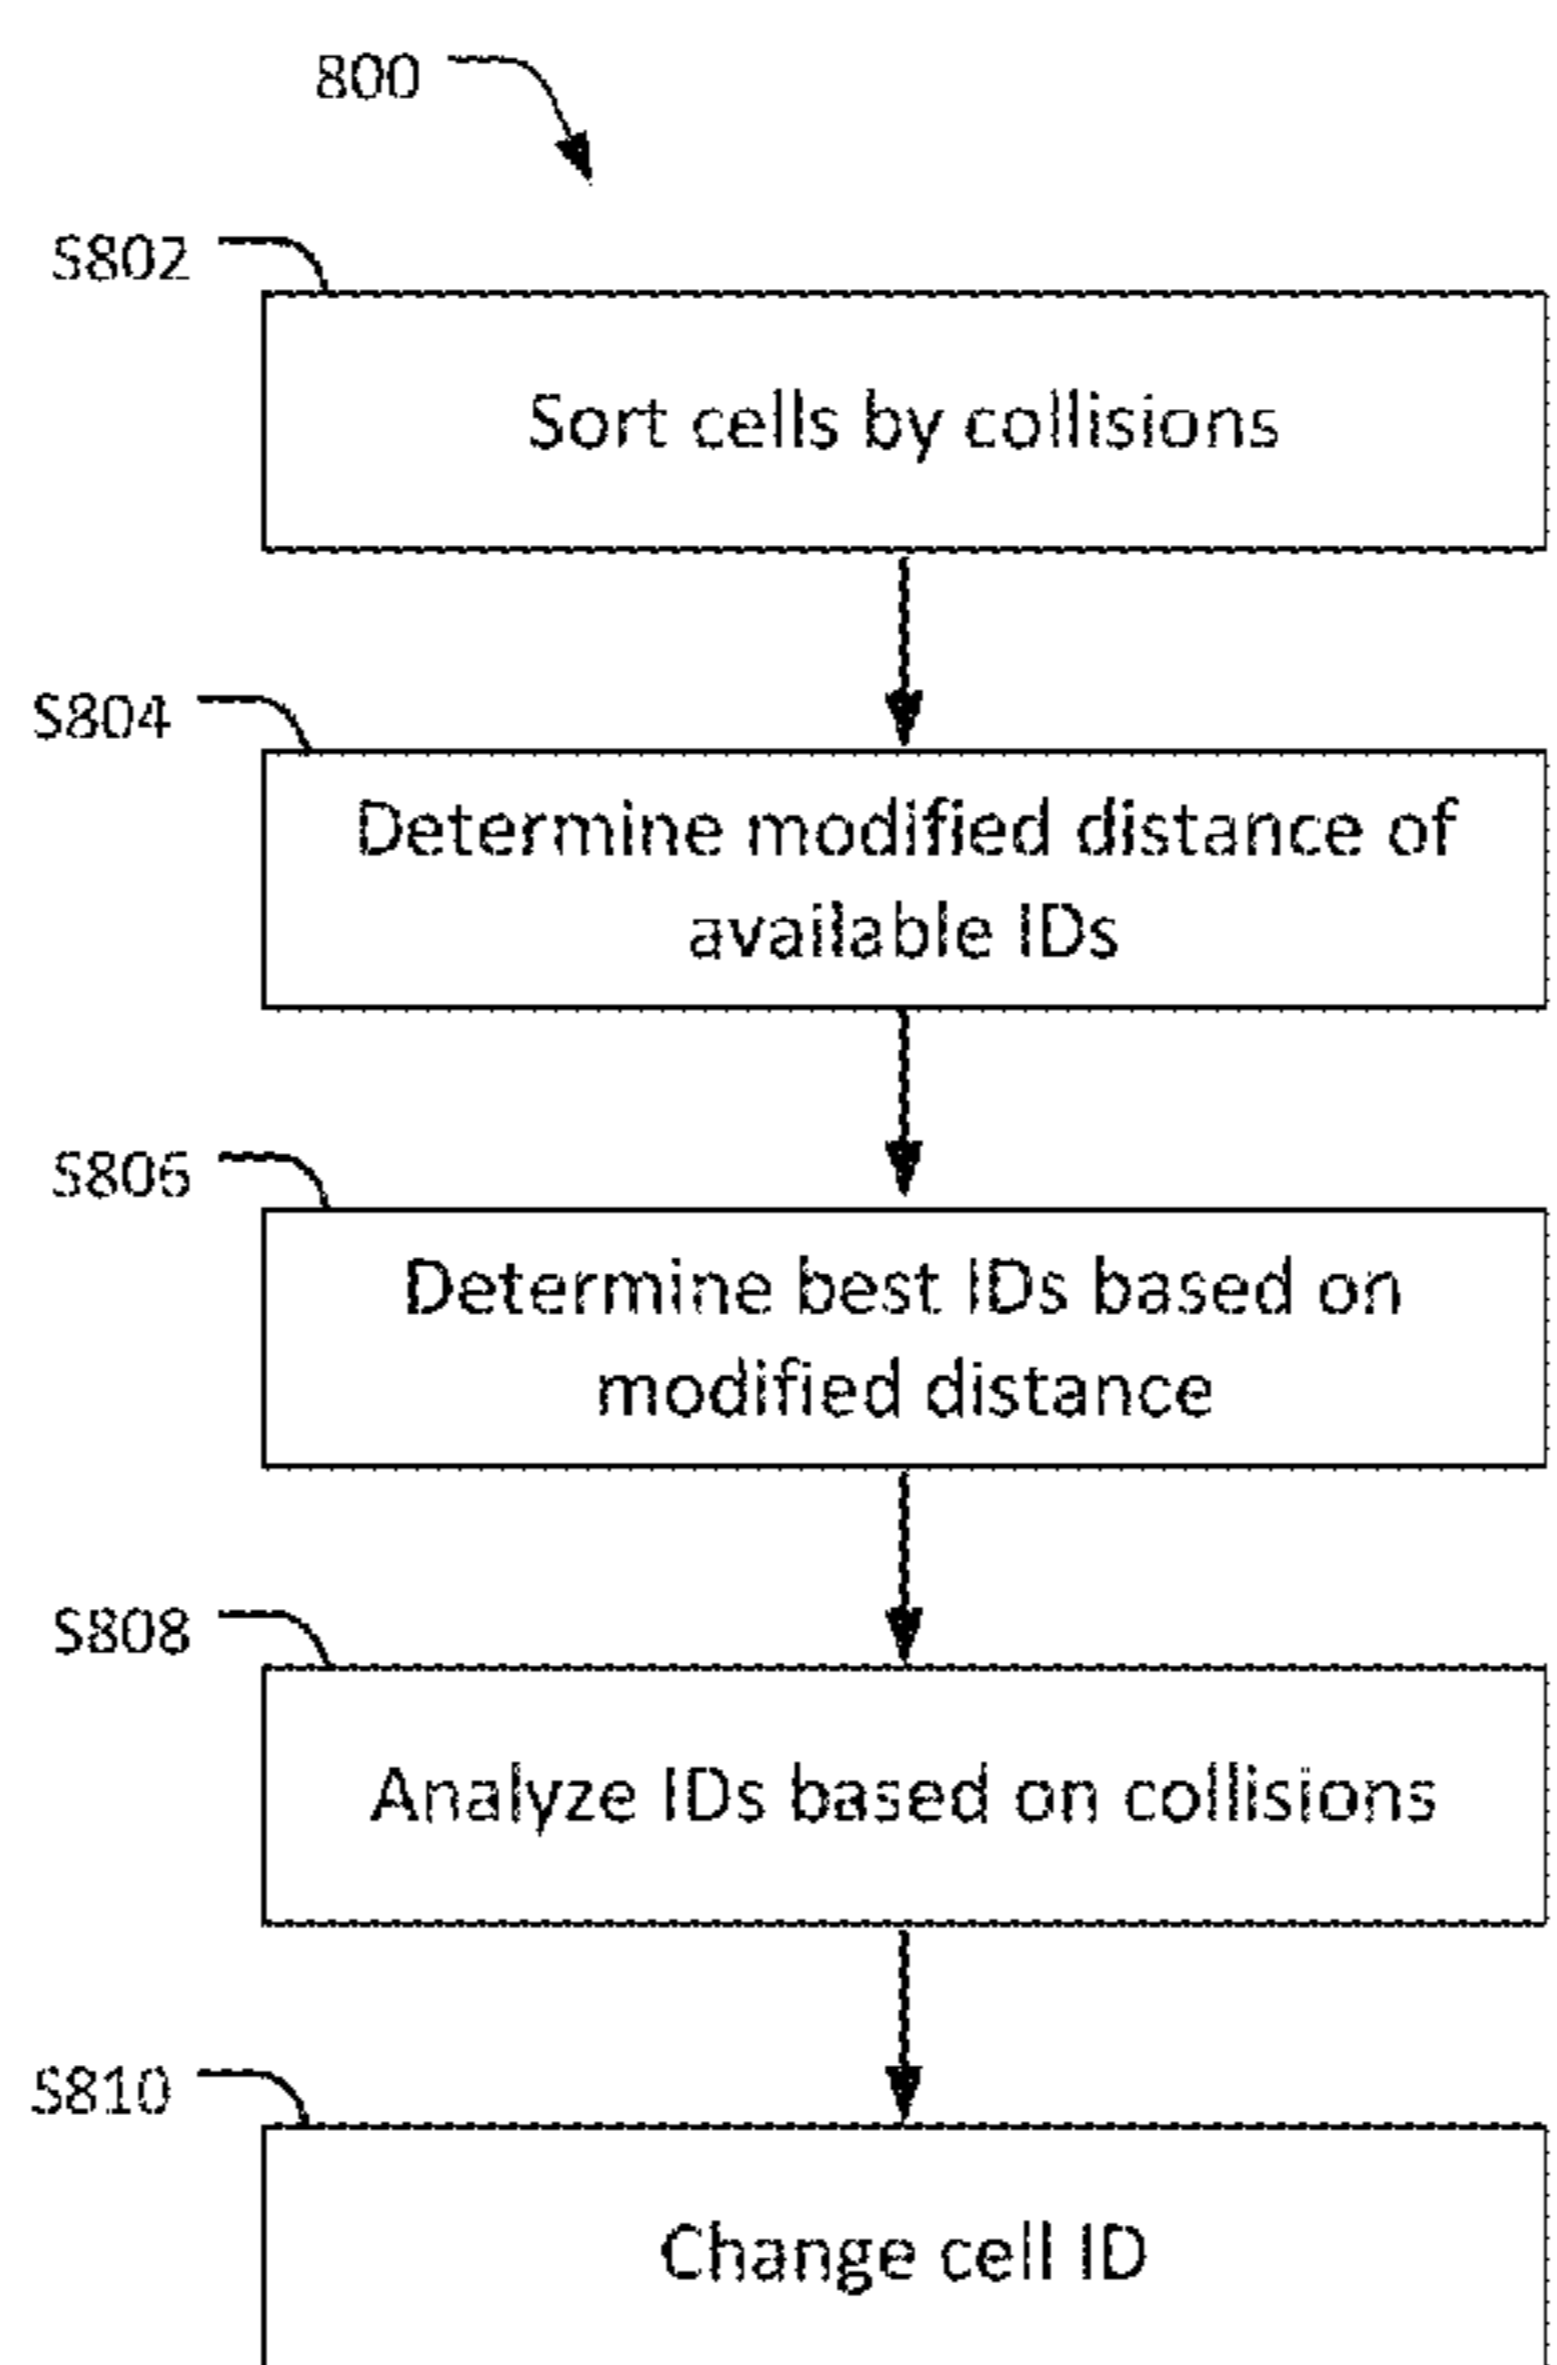 800
S802
Sort cells by collisions
S804
Determine modified distance of
available IDs
S806
Determine best IDs based on
modified distance
S808
Analyze IDs based on collisions
S810
Change cell ID